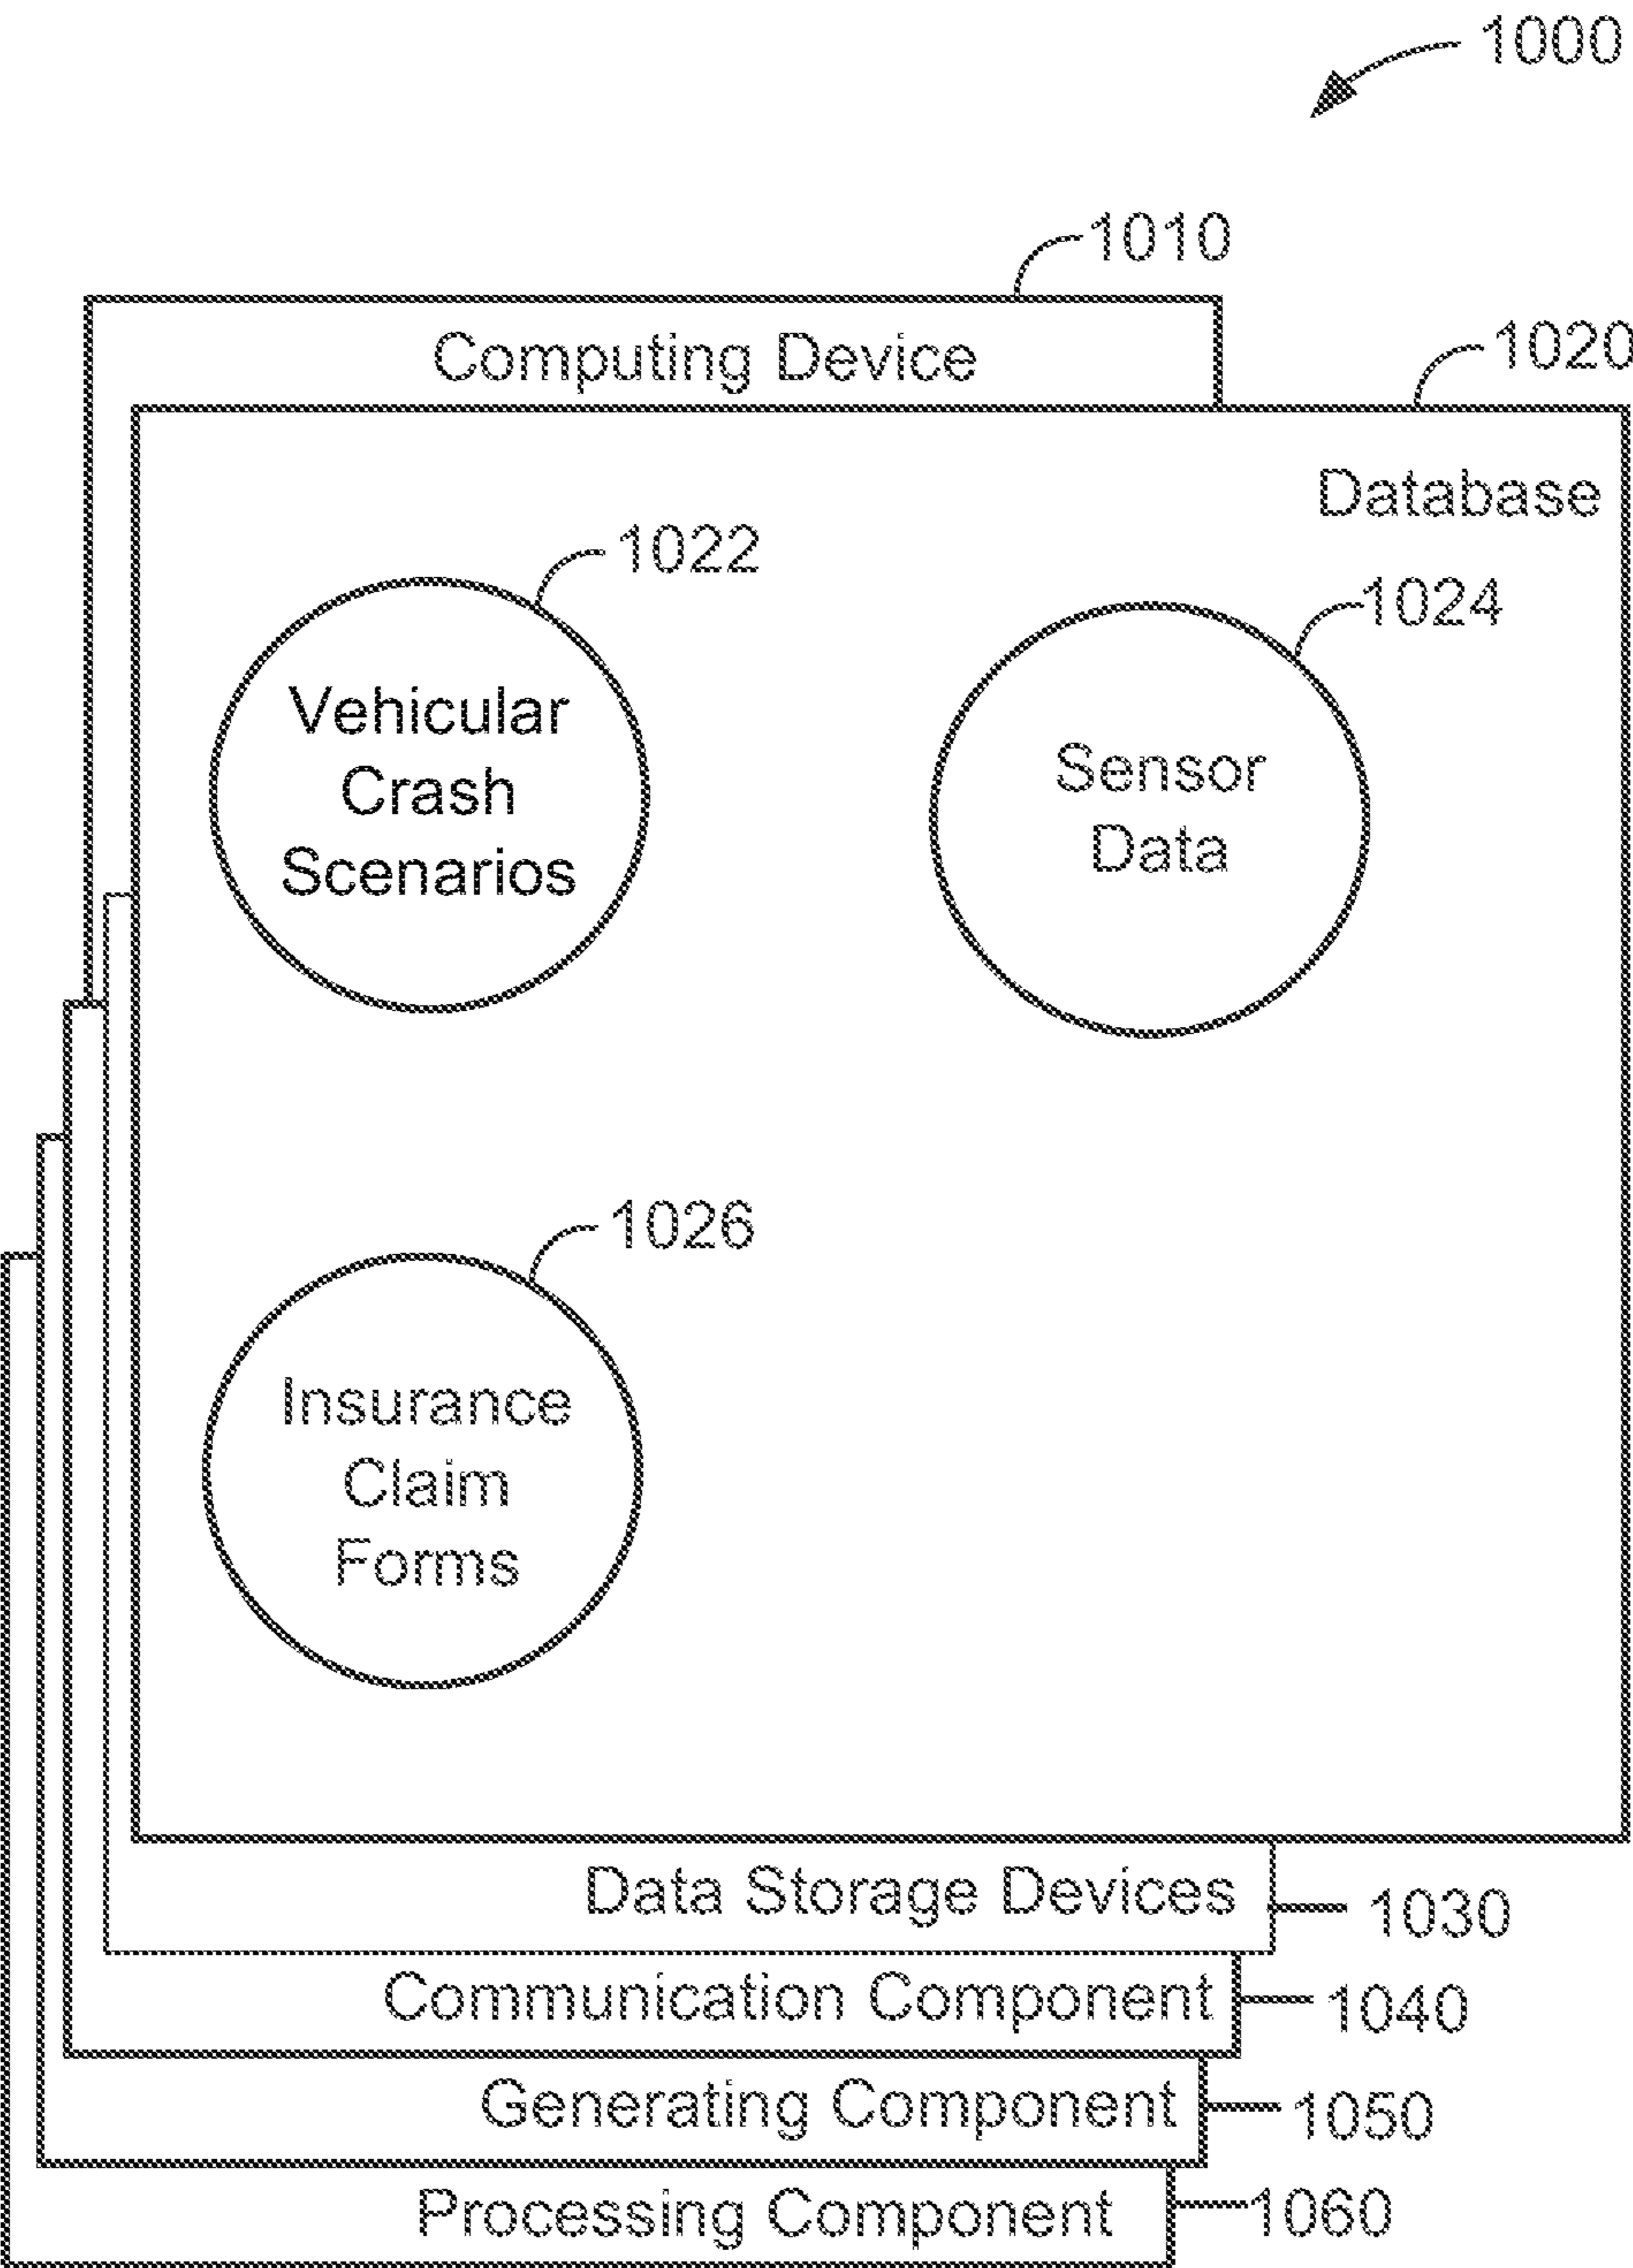 1000
1010
Computing Device
1020
Database
1022
1024
Vehicular
Crash
Scenarios
Sensor
Data
1026
Insurance
Claim
Forms
Data Storage Devices
1030
Communication Component
1040
Generating Component
1050
Processing Component
1060